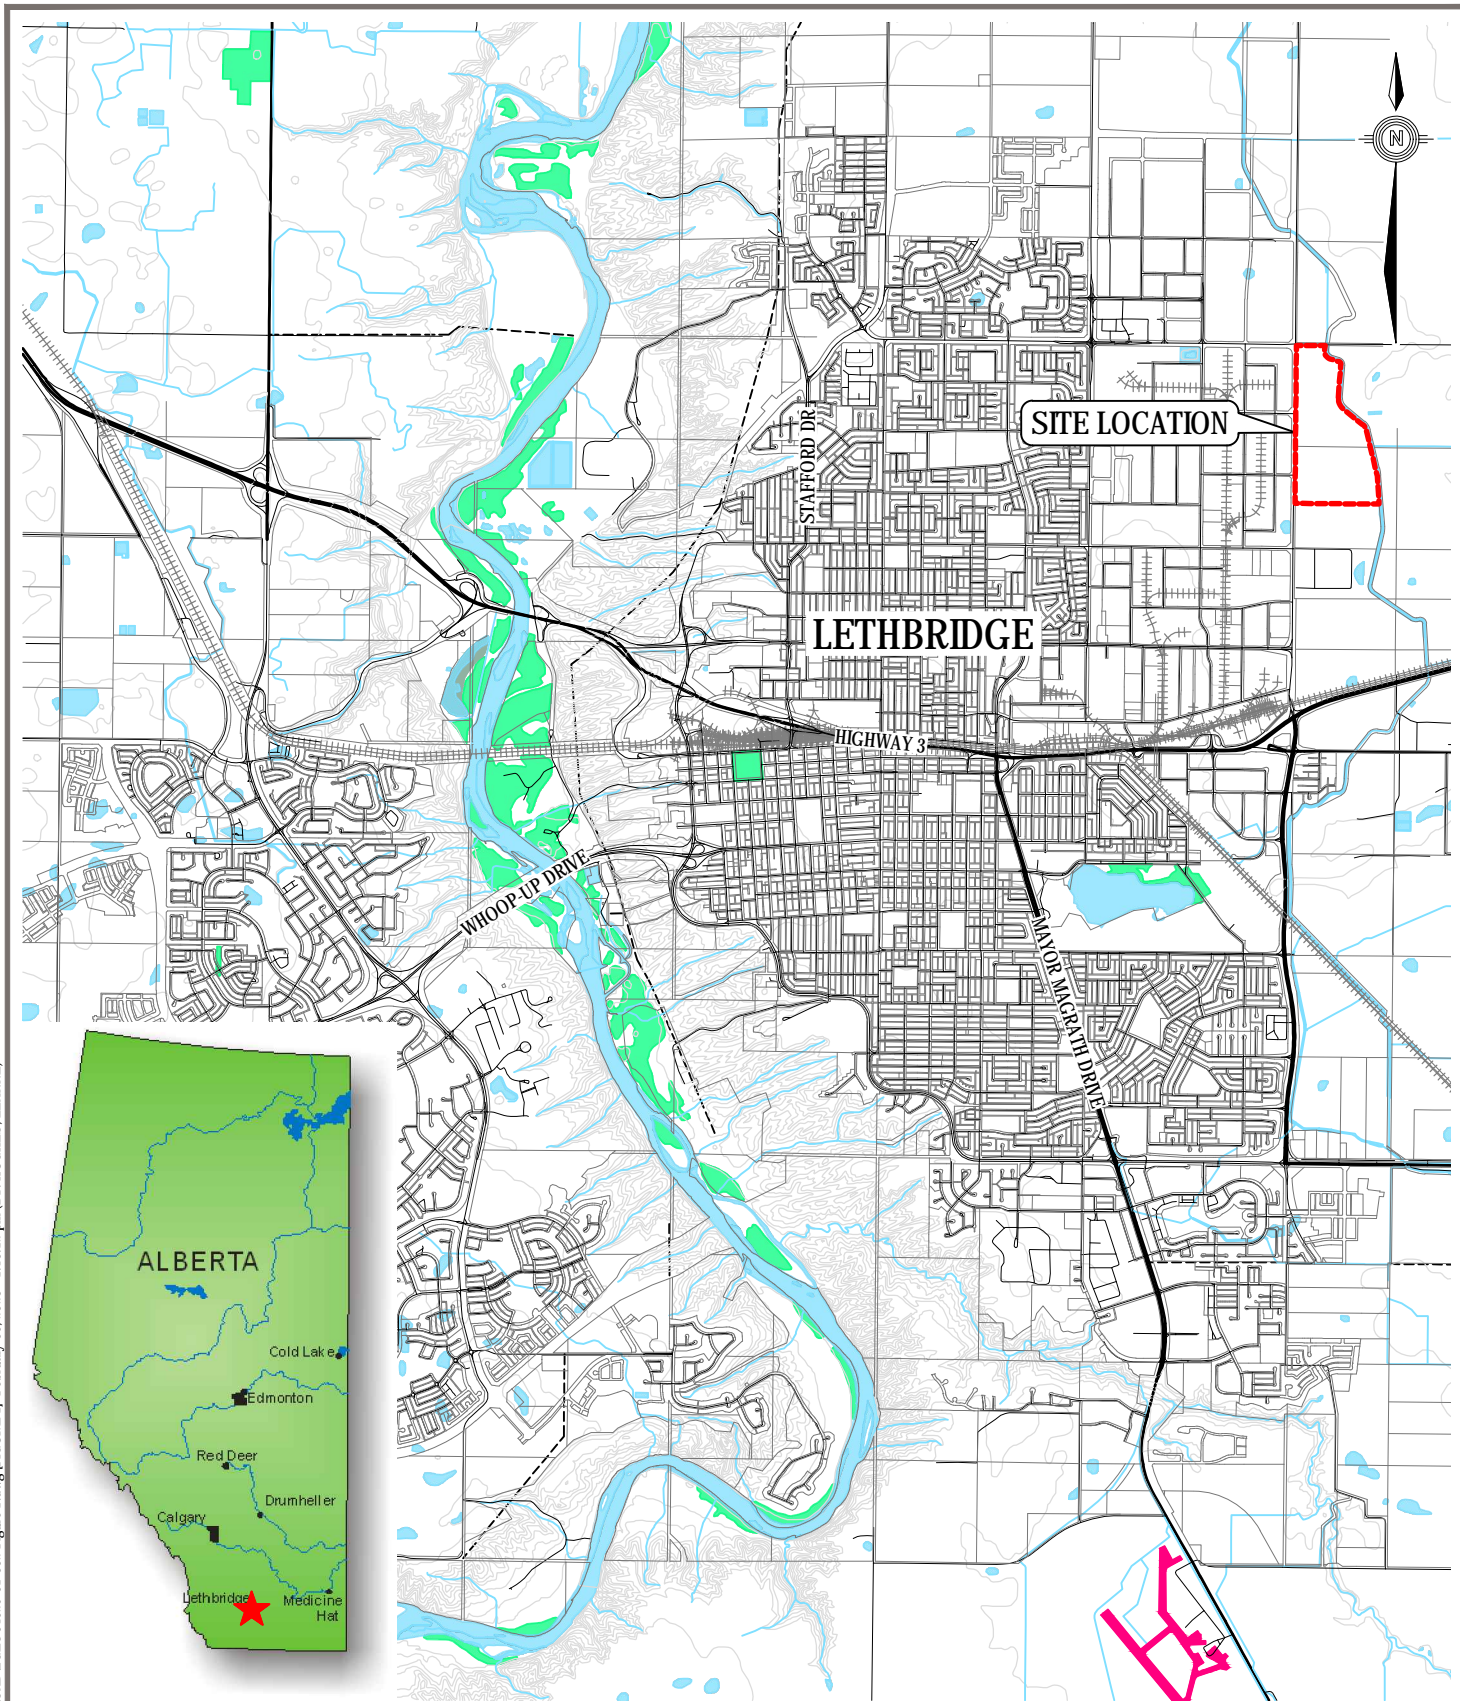 N
SITE LOCATION
STAFFORD DR
LETHBRIDGE
HIGHWAY 3
WHOOP-UP DRIVE
MAYOR MAGRATH DRIVE
ALBERTA
Cold Lake
Edmonton
Red Deer
Drumheller
Calgary
Lethbridge
Medicine
Hat